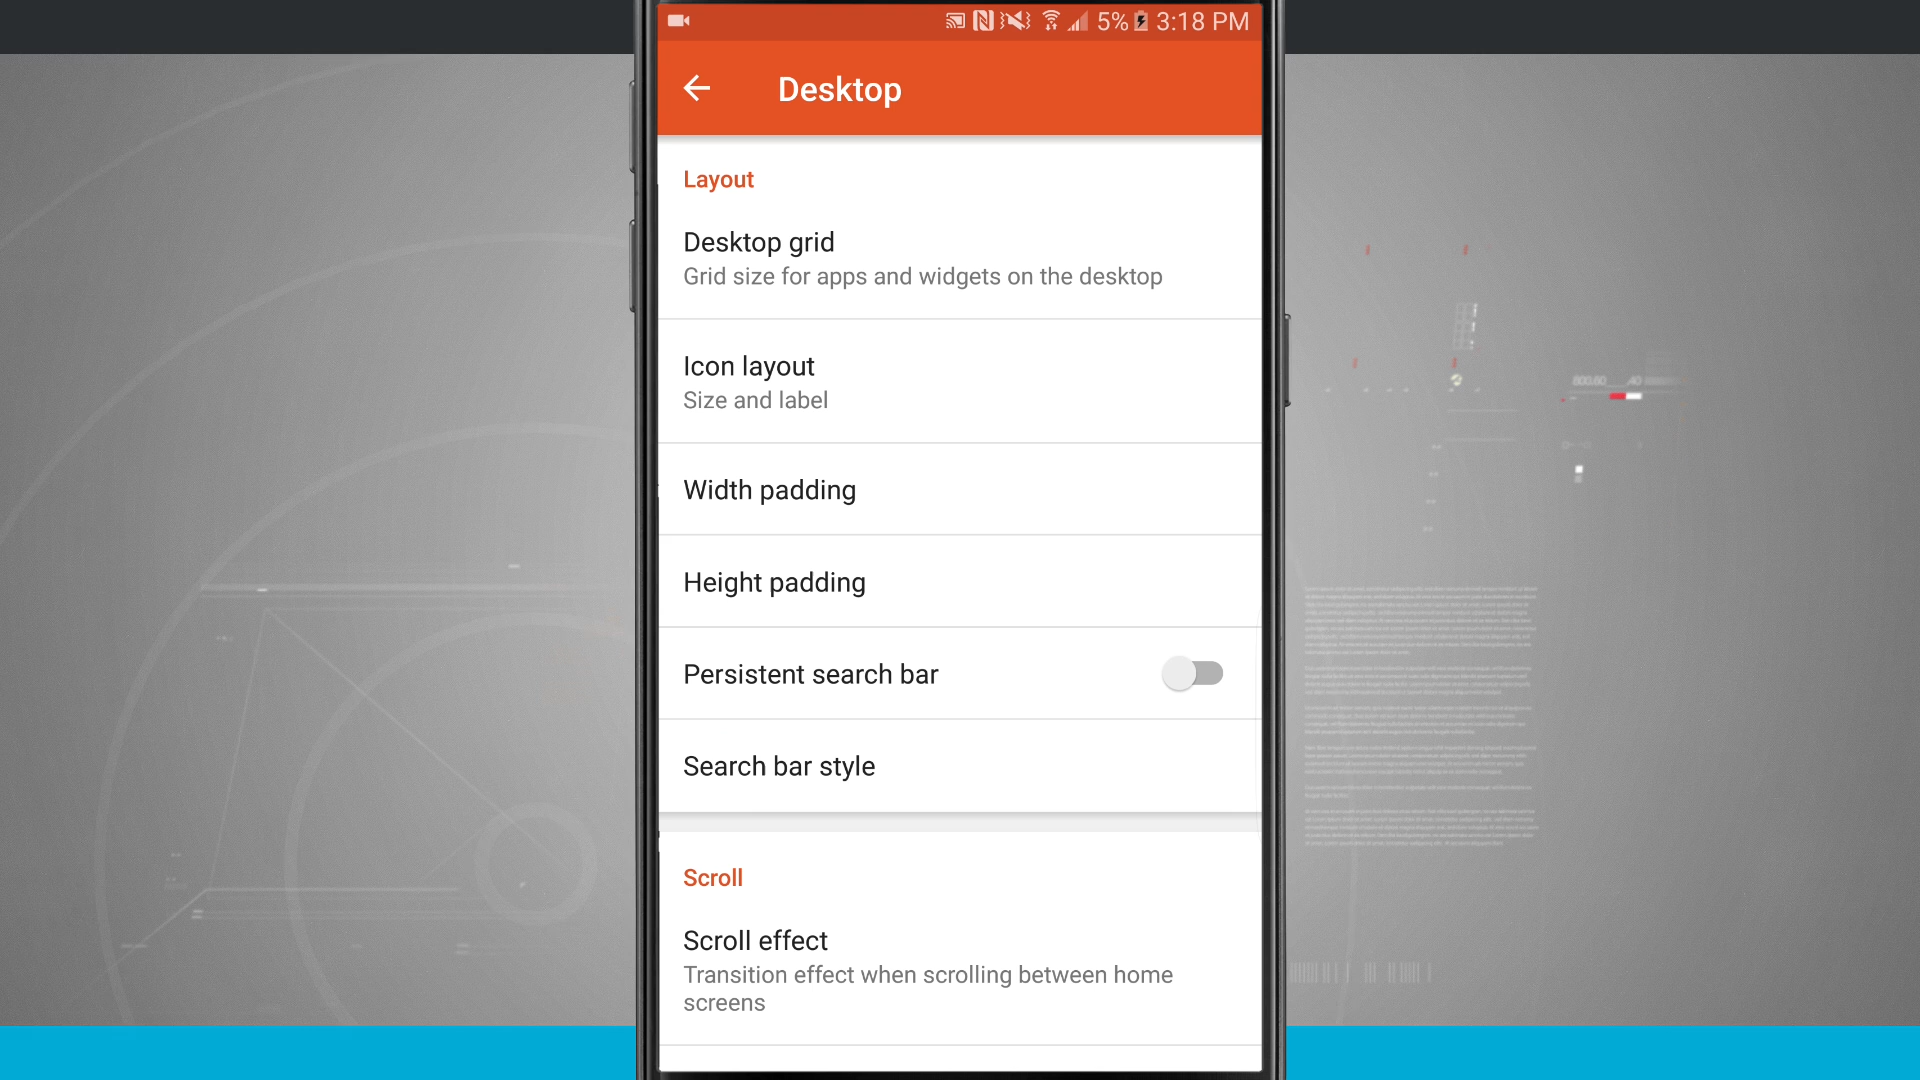 5% 3:18 PM
Desktop
Layout
Desktop grid
Grid size for apps and widgets on the desktop
Icon layout
Size and label
Width padding
Height padding
Persistent search bar
Search bar style
Scroll
Scroll effect
Transition effect when scrolling between home
screens